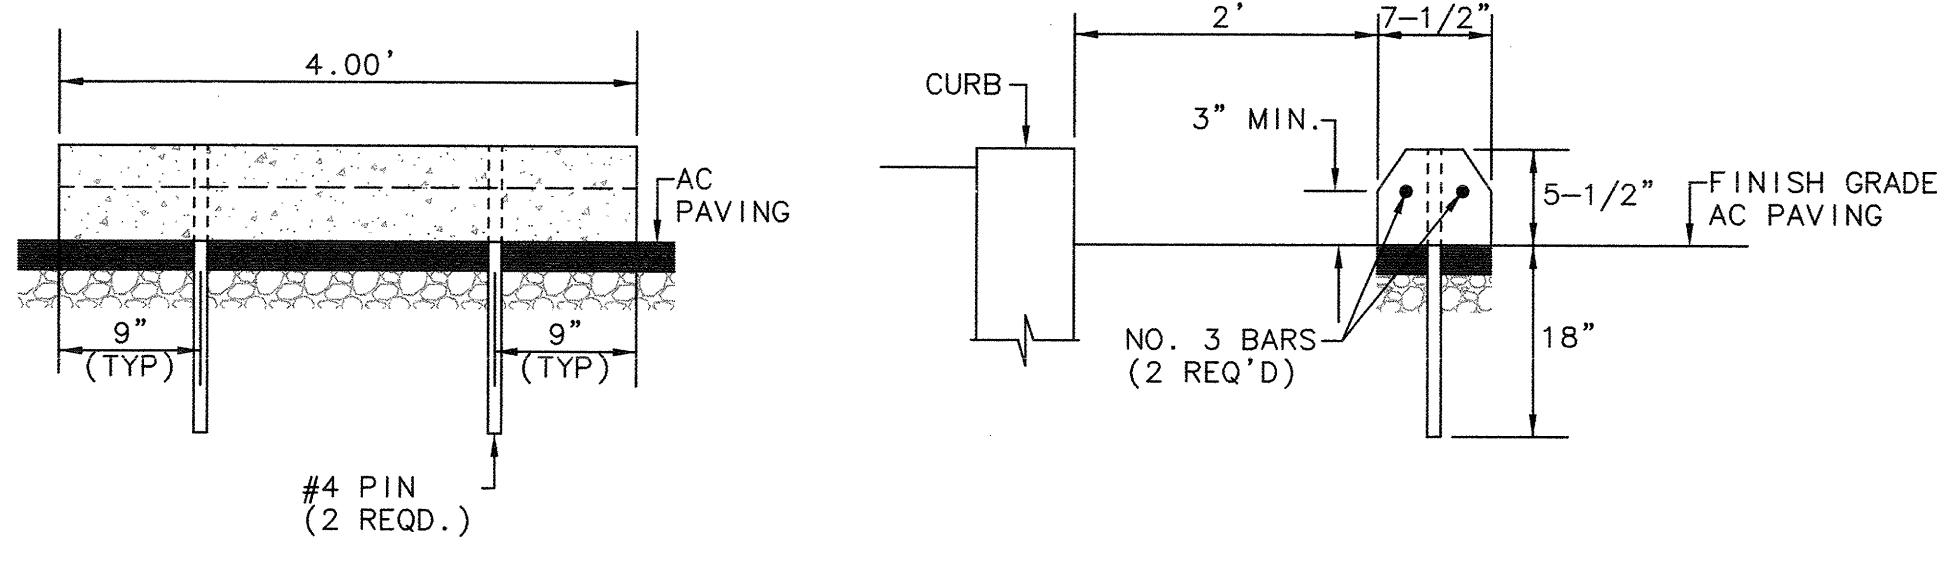 4.00'
AC
PAVING
9"
(TYP)
9"
(TYP)
#4 PIN
(2 REQD.)
2'
7-1/2"
CURB
3" MIN.
5-1/2"
FINISH GRADE
AC PAVING
NO. 3 BARS
(2 REQ'D)
18"